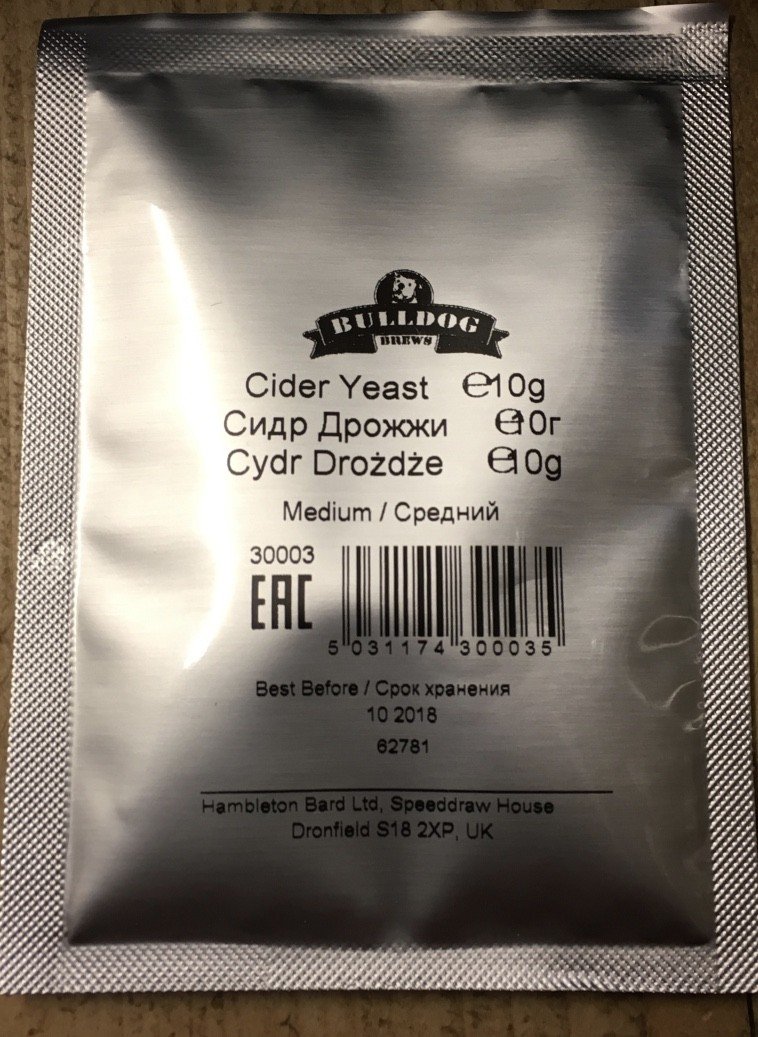 BULLDOG
BREWS
Cider Yeast ℮10g
Сидр Дрожжи ℮10г
Cydr Drożdże ℮10g
Medium / Средний
30003
EAC
5 031174 300035
Best Before / Срок хранения
10 2018
62781
Hambleton Bard Ltd, Speeddraw House
Dronfield S18 2XP, UK